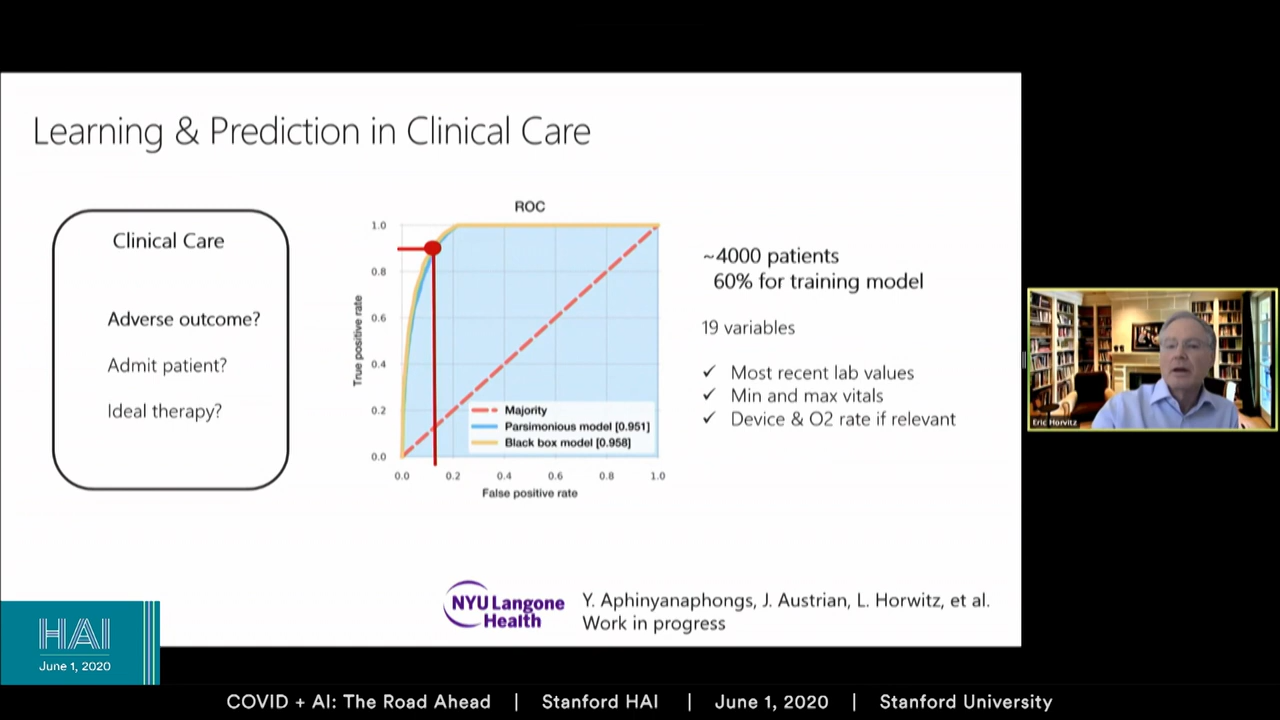 Learning & Prediction in Clinical Care
Clinical Care
Adverse outcome?
Admit patient?
Ideal therapy?
ROC
True positive rate
1.0
0.8
0.6
0.4
0.2
0.0
Majority
Parsimonious model [0.951]
Black box model [0.958]
0.0 0.2 0.4 0.6 0.8 1.0
False positive rate
~4000 patients
60% for training model
19 variables
✓ Most recent lab values
✓ Min and max vitals
✓ Device & O2 rate if relevant
Eric Horvitz
NYU Langone
Health
Y. Aphinyanaphongs, J. Austrian, L. Horwitz, et al.
Work in progress
HAI
June 1, 2020
COVID + AI: The Road Ahead | Stanford HAI | June 1, 2020 | Stanford University